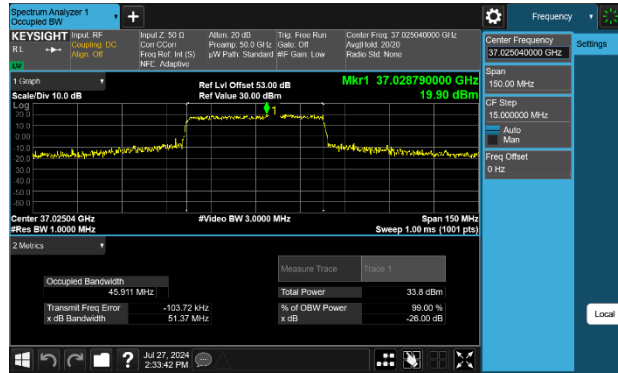 Spectrum Analyzer 1
Occupied BW
Frequency
KEYSIGHT
RL
Input: RF
Coupling: DC
Align: Off
Input Z: 50 Ω
Corr CCorr
Freq Ref: Int (S)
NFE: Adaptive
Atten: 20 dB
Preamp: 50.0 GHz
µW Path: Standard
Trig: Free Run
Gate: Off
#IF Gain: Low
Center Freq: 37.025040000 GHz
Avg|Hold: 20/20
Radio Std: None
LXI
1 Graph
Scale/Div 10.0 dB
Ref Lvl Offset 53.00 dB
Ref Value 30.00 dBm
Mkr1 37.028790000 GHz
19.90 dBm
Log
20.0
10.0
0.00
-10.0
-20.0
-30.0
-40.0
-50.0
-60.0
1
Center 37.02504 GHz
#Res BW 1.0000 MHz
#Video BW 3.0000 MHz
Span 150 MHz
Sweep 1.00 ms (1001 pts)
2 Metrics
Measure Trace
Trace 1
Occupied Bandwidth
45.911 MHz
Total Power
33.8 dBm
Transmit Freq Error
-103.72 kHz
% of OBW Power
99.00 %
x dB Bandwidth
51.37 MHz
x dB
-26.00 dB
?
Jul 27, 2024
2:33:42 PM
Center Frequency
37.025040000 GHz
Settings
Span
150.00 MHz
CF Step
15.000000 MHz
Auto
Man
Freq Offset
0 Hz
Local